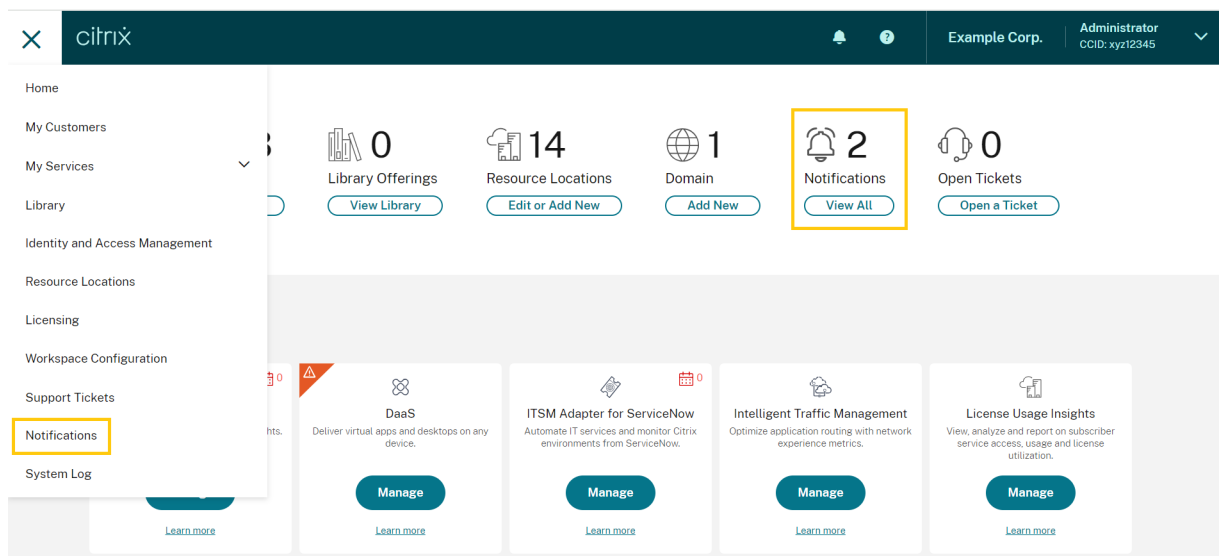 citrix
Example Corp.
Administrator
CCID: xyz12345
Home
My Customers
My Services
Library
Identity and Access Management
Resource Locations
Licensing
Workspace Configuration
Support Tickets
Notifications
System Log
0
Library Offerings
View Library
14
Resource Locations
Edit or Add New
1
Domain
Add New
2
Notifications
View All
0
Open Tickets
Open a Ticket
0
hts.
Learn more
DaaS
Deliver virtual apps and desktops on any
device.
Manage
Learn more
0
ITSM Adapter for ServiceNow
Automate IT services and monitor Citrix
environments from ServiceNow.
Manage
Learn more
Intelligent Traffic Management
Optimize application routing with network
experience metrics.
Manage
Learn more
License Usage Insights
View, analyze and report on subscriber
service access, usage and license
utilization.
Manage
Learn more